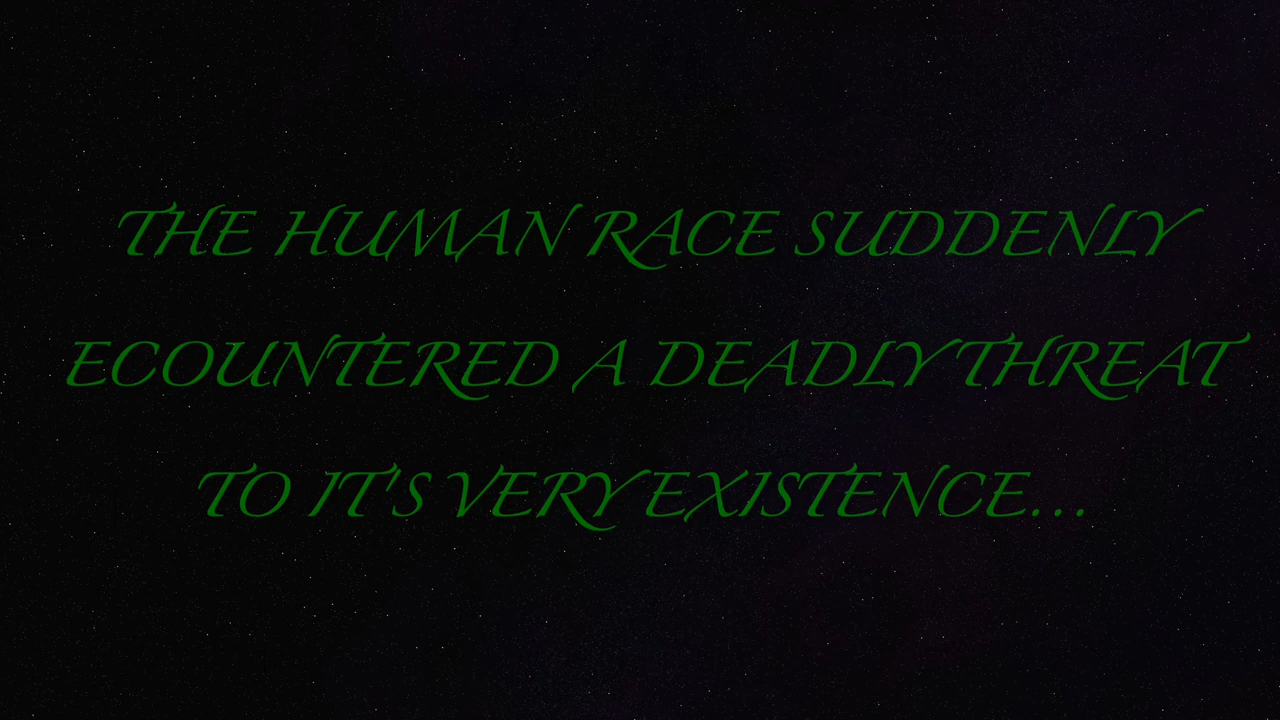 THE HUMAN RACE SUDDENLY
ECOUNTERED A DEADLY THREAT
TO IT'S VERY EXISTENCE...